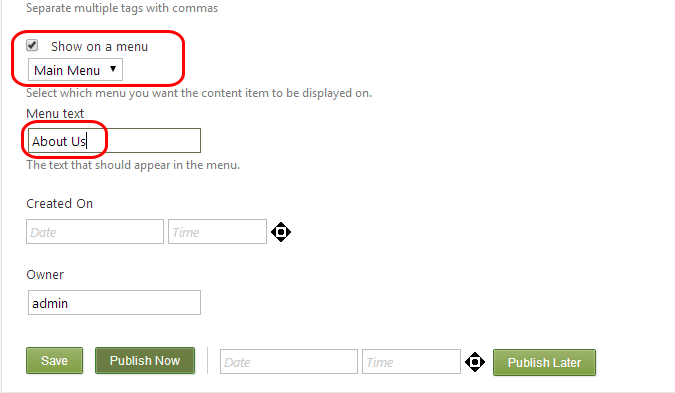 Separate multiple tags with commas
Show on a menu
Main Menu
Select which menu you want the content item to be displayed on.
Menu text
About Us
The text that should appear in the menu.
Created On
Date Time
Owner
admin
Save Publish Now Date Time Publish Later